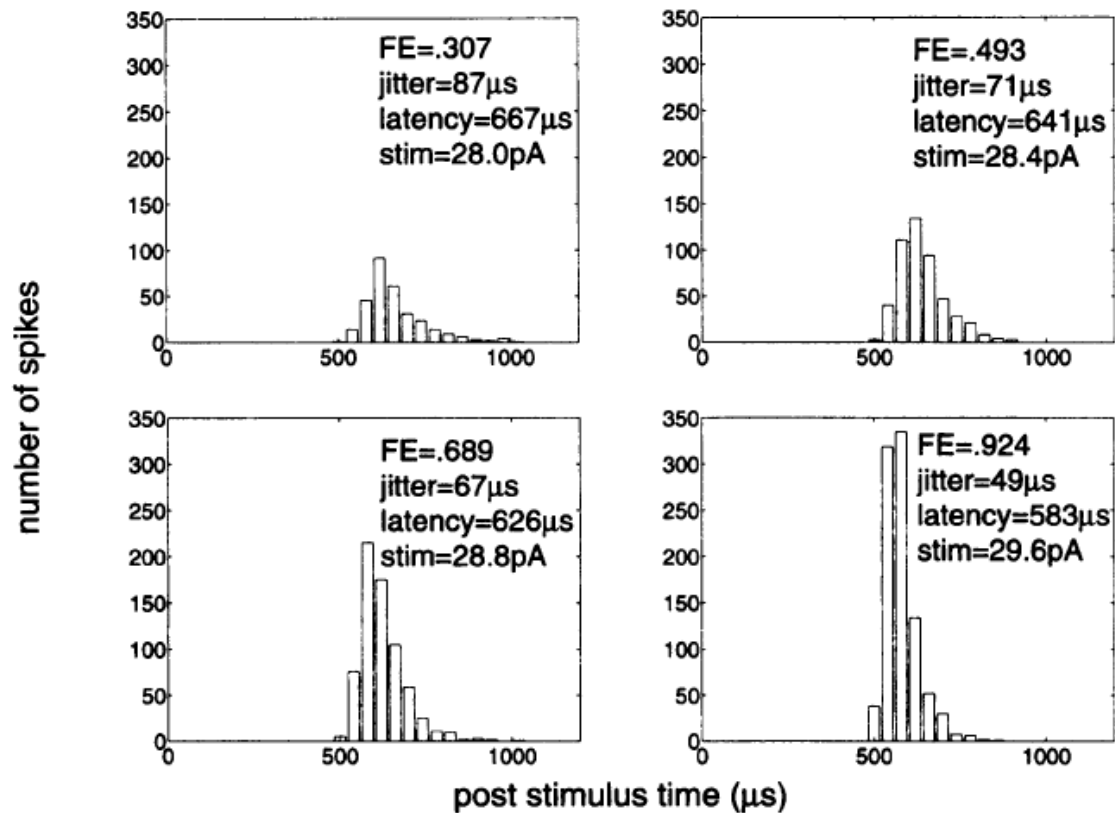 350
300
250
200
150
100
50
0
0 500 1000
FE=.307
jitter=87μs
latency=667μs
stim=28.0pA
350
300
250
200
150
100
50
0
0 500 1000
FE=.493
jitter=71μs
latency=641μs
stim=28.4pA
number of spikes
350
300
250
200
150
100
50
0
0 500 1000
FE=.689
jitter=67μs
latency=626μs
stim=28.8pA
350
300
250
200
150
100
50
0
0 500 1000
FE=.924
jitter=49μs
latency=583μs
stim=29.6pA
post stimulus time (μs)